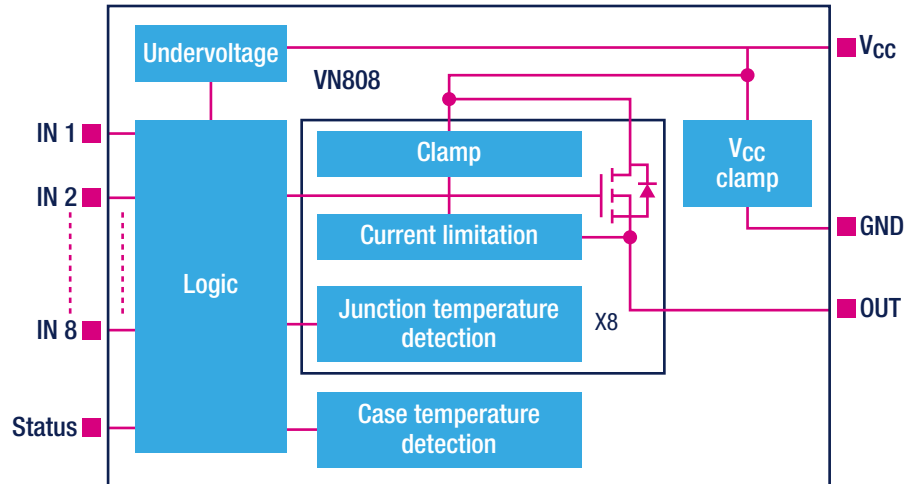 Undervoltage
VCC
VN808
IN 1
Clamp
VCC
clamp
IN 2
GND
Current limitation
Logic
OUT
Junction temperature
detection
X8
IN 8
Case temperature
detection
Status